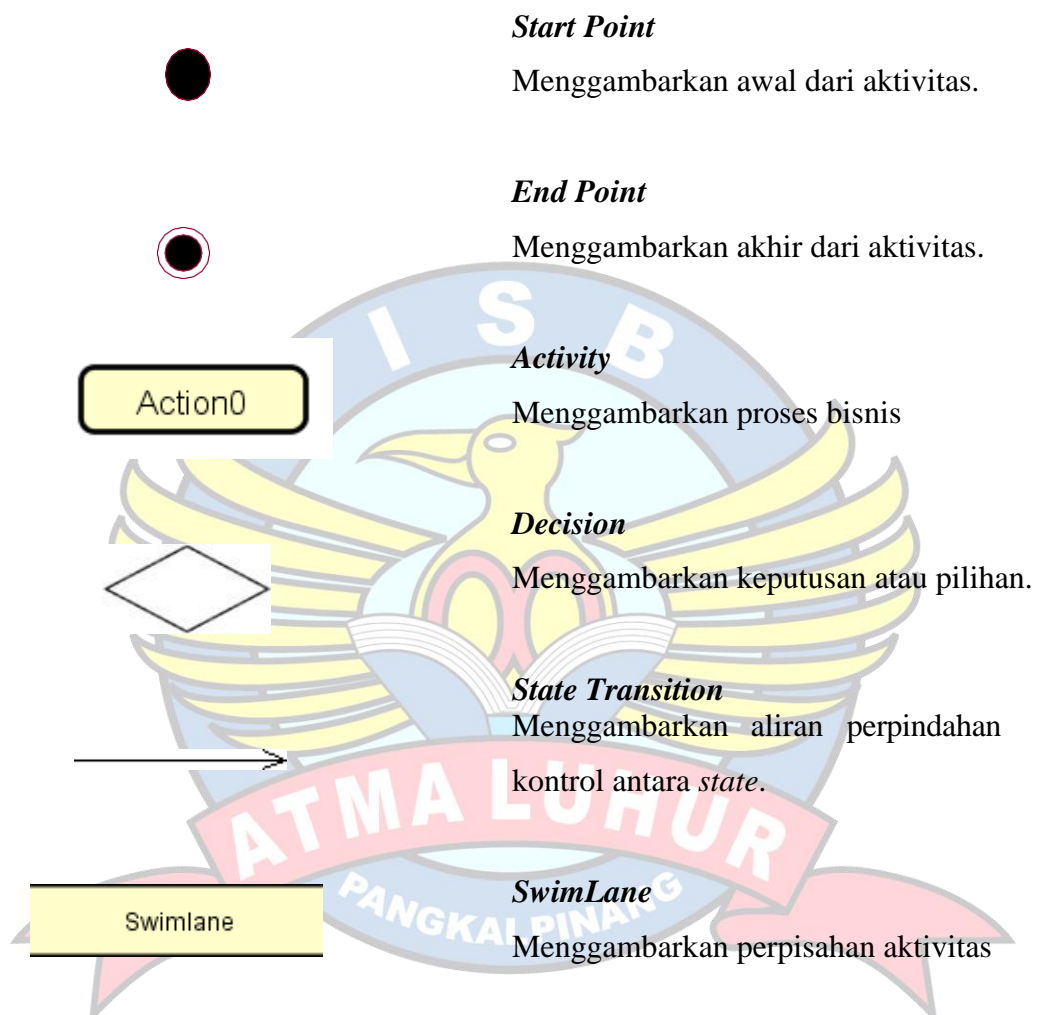 Start Point
Menggambarkan awal dari aktivitas.
End Point
Menggambarkan akhir dari aktivitas.
I S B
Action0
Activity
Menggambarkan proses bisnis
Decision
Menggambarkan keputusan atau pilihan.
State Transition
Menggambarkan aliran perpindahan
kontrol antara state.
ATMA LUHUR
PANGKALPINANG
Swimlane
SwimLane
Menggambarkan perpisahan aktivitas